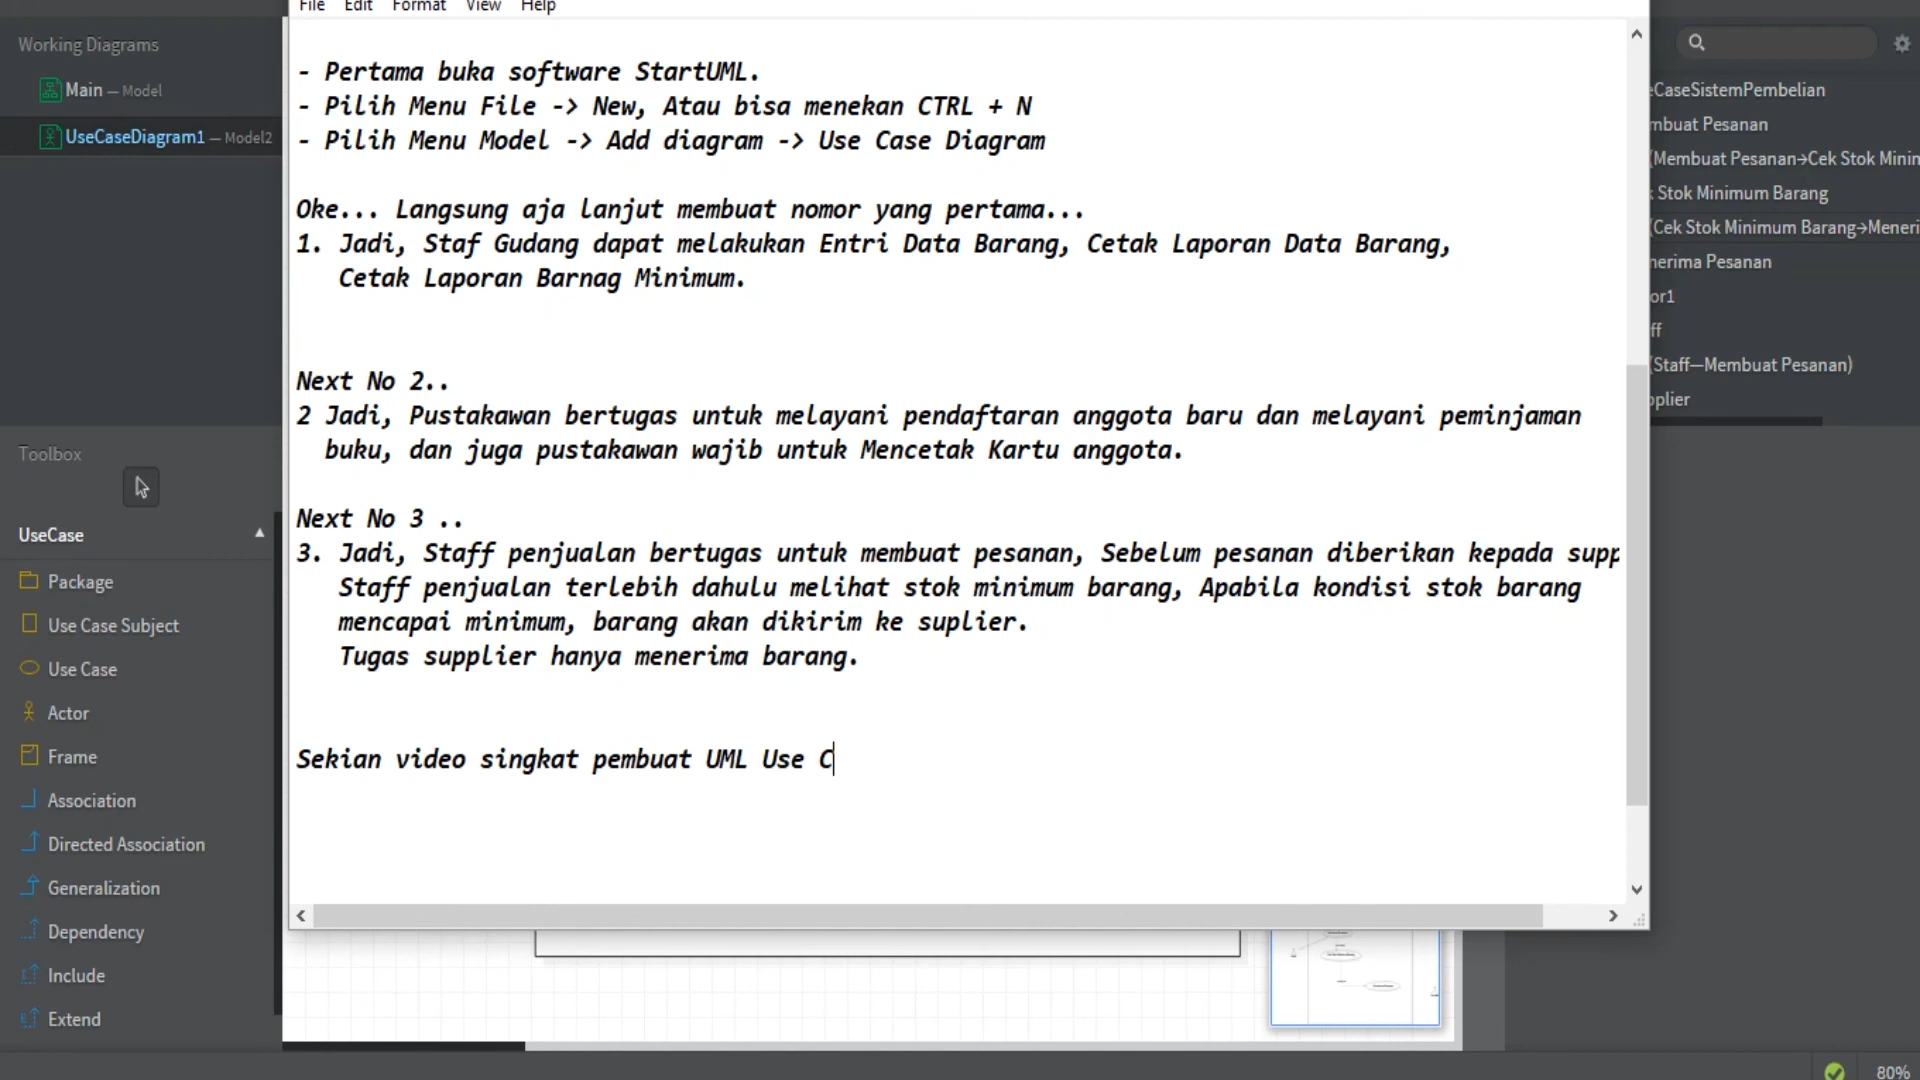 File Edit Format View Help
Working Diagrams
Main — Model
UseCaseDiagram1 — Model2
- Pertama buka software StartUML.
- Pilih Menu File -> New, Atau bisa menekan CTRL + N
- Pilih Menu Model -> Add diagram -> Use Case Diagram
Oke... Langsung aja lanjut membuat nomor yang pertama...
1. Jadi, Staf Gudang dapat melakukan Entri Data Barang, Cetak Laporan Data Barang,
Cetak Laporan Barnag Minimum.
Next No 2..
2 Jadi, Pustakawan bertugas untuk melayani pendaftaran anggota baru dan melayani peminjaman
buku, dan juga pustakawan wajib untuk Mencetak Kartu anggota.
Next No 3 ..
3. Jadi, Staff penjualan bertugas untuk membuat pesanan, Sebelum pesanan diberikan kepada supp
Staff penjualan terlebih dahulu melihat stok minimum barang, Apabila kondisi stok barang
mencapai minimum, barang akan dikirim ke suplier.
Tugas supplier hanya menerima barang.
Sekian video singkat pembuat UML Use C
Toolbox
UseCase
Package
Use Case Subject
Use Case
Actor
Frame
Association
Directed Association
Generalization
Dependency
Include
Extend
CaseSistemPembelian
mbuat Pesanan
(Membuat Pesanan→Cek Stok Minin
Stok Minimum Barang
(Cek Stok Minimum Barang→Meneri
nerima Pesanan
or1
ff
(Staff—Membuat Pesanan)
pplier
80%